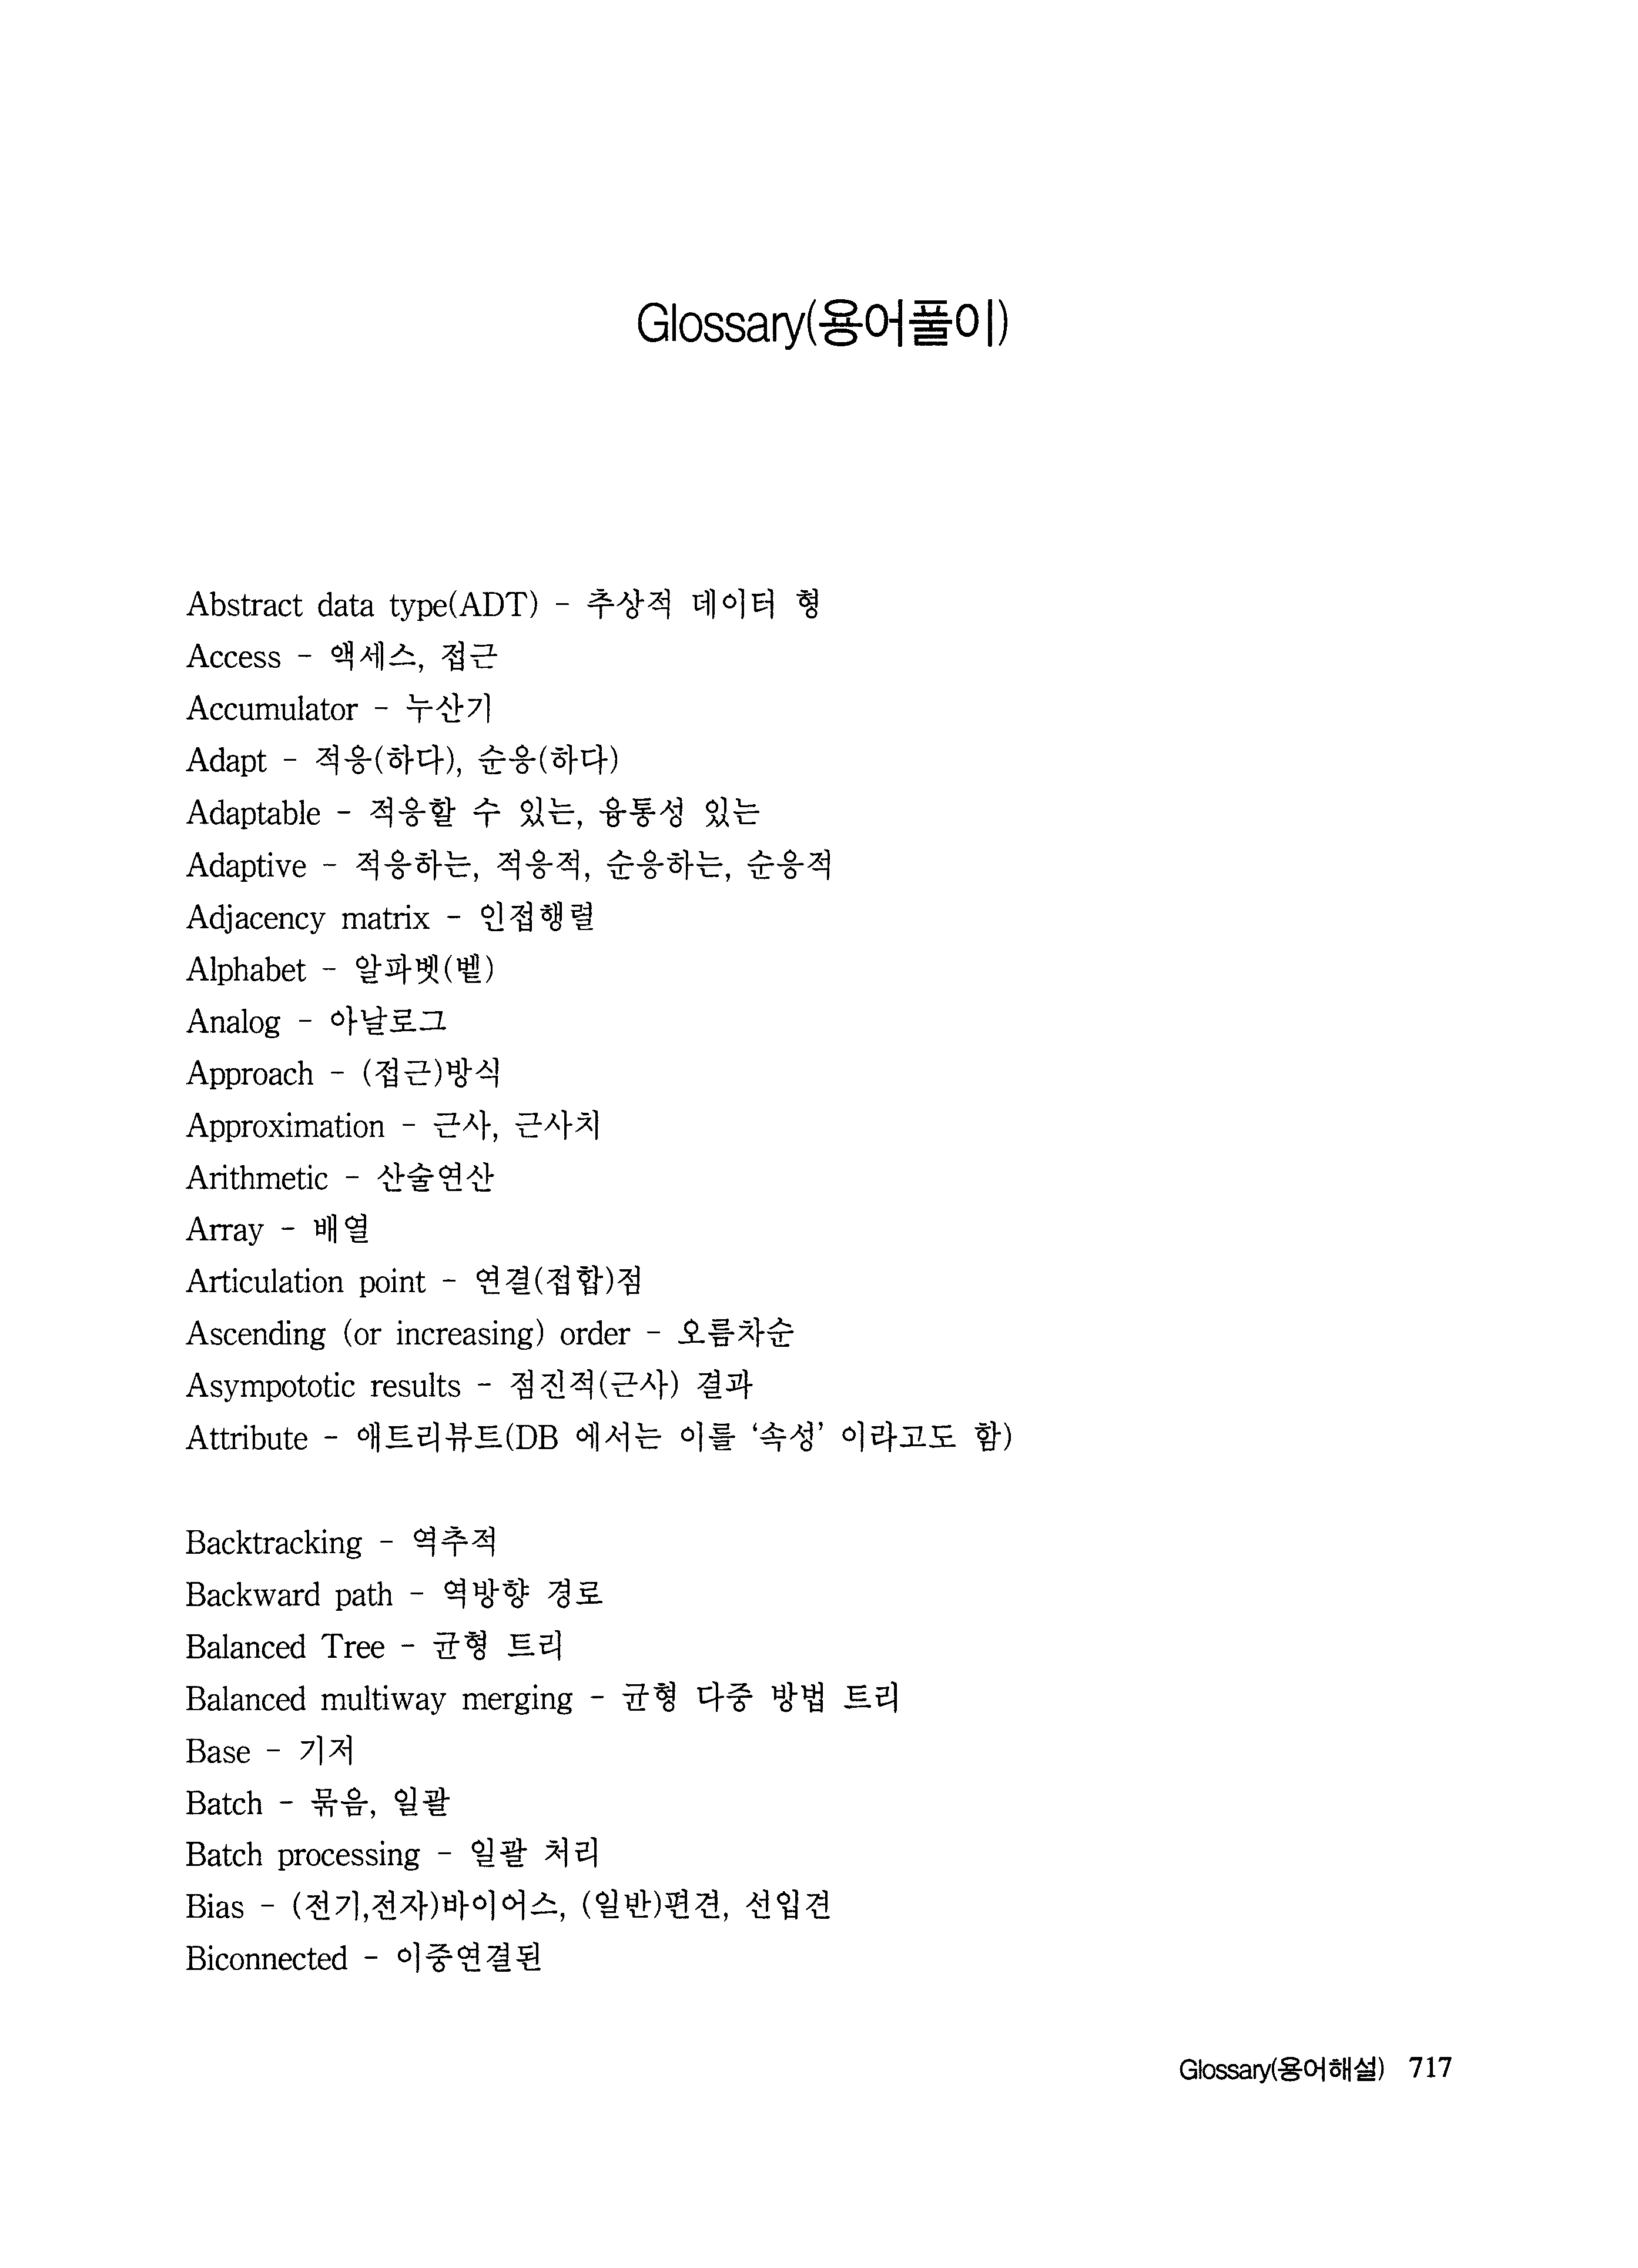 Glossary(용어풀이)
Abstract data type(ADT) - 추상적 데이터 형
Access - 액세스, 접근
Accumulator - 누산기
Adapt - 적응(하다), 순응(하다)
Adaptable - 적응할 수 있는, 융통성 있는
Adaptive - 적응하는, 적응적, 순응하는, 순응적
Adjacency matrix - 인접행렬
Alphabet - 알파벳(벹)
Analog - 아날로그
Approach - (접근)방식
Approximation - 근사, 근사치
Arithmetic - 산술연산
Array - 배열
Articulation point - 연결(접합)점
Ascending (or increasing) order - 오름차순
Asympototic results - 점진적(근사) 결과
Attribute - 애트리뷰트(DB 에서는 이를 ‘속성’ 이라고도 함)
Backtracking - 역추적
Backward path - 역방향 경로
Balanced Tree - 균형 트리
Balanced multiway merging - 균형 다중 방법 트리
Base - 기저
Batch - 묶음, 일괄
Batch processing - 일괄 처리
Bias - (전기,전자)바이어스, (일반)편견, 선입견
Biconnected - 이중연결된
Glossary(용어해설) 717